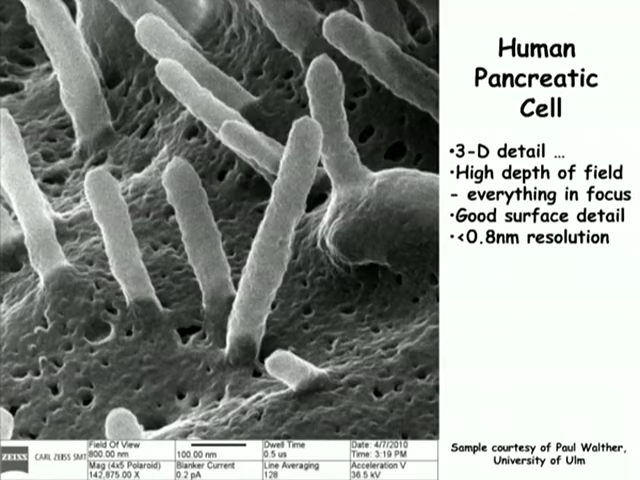 Human
Pancreatic
Cell
•3-D detail …
•High depth of field
- everything in focus
•Good surface detail
•<0.8nm resolution
Sample courtesy of Paul Walther,
University of Ulm
ZEISS
CARL ZEISS SMT
Field Of View
800.00 nm
Mag (4x5 Polaroid)
142,875.00 X
100.00 nm
Blanker Current
0.2 pA
Dwell Time
0.5 us
Line Averaging
128
Date: 4/7/2010
Time: 3:19 PM
Acceleration V
36.5 kV